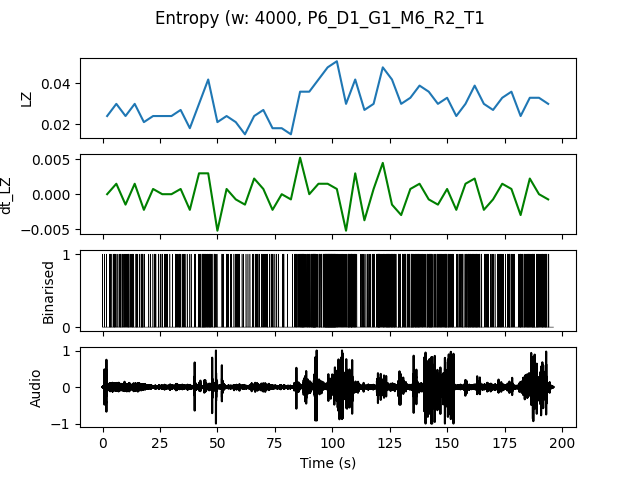 Entropy (w: 4000, P6_D1_G1_M6_R2_T1
LZ
0.04
0.02
dt_LZ
0.005
0.000
−0.005
Binarised
1
0
Audio
1
0
−1
0 25 50 75 100 125 150 175 200
Time (s)